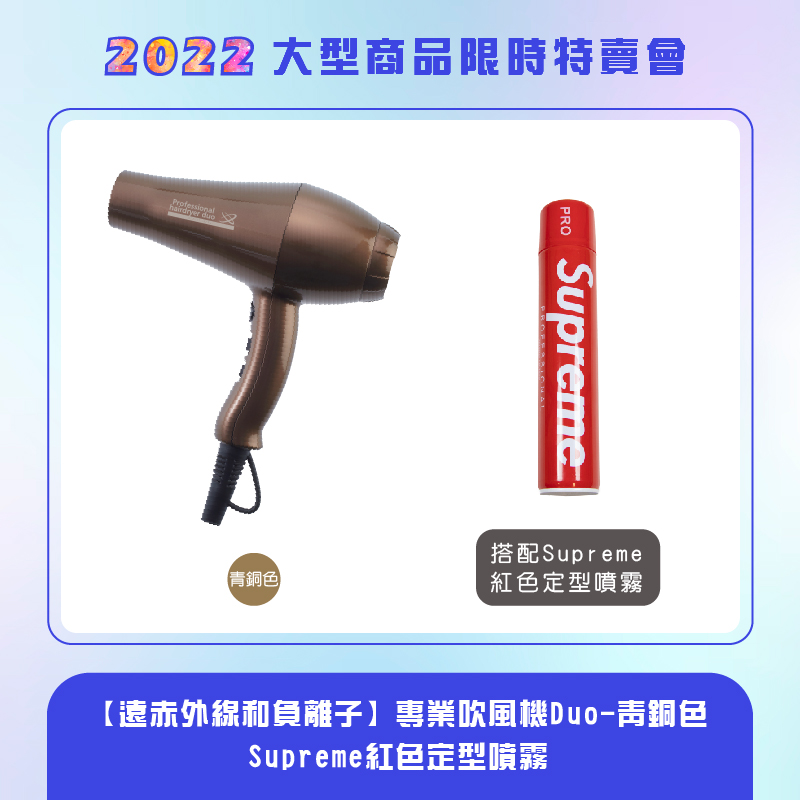 2022 大型商品限時特賣會
Professional
hairdryer duo
PRO
Supreme
PROFESSIONAL
青銅色
搭配Supreme
紅色定型噴霧
【遠赤外線和負離子】專業吹風機Duo-青銅色
Supreme紅色定型噴霧